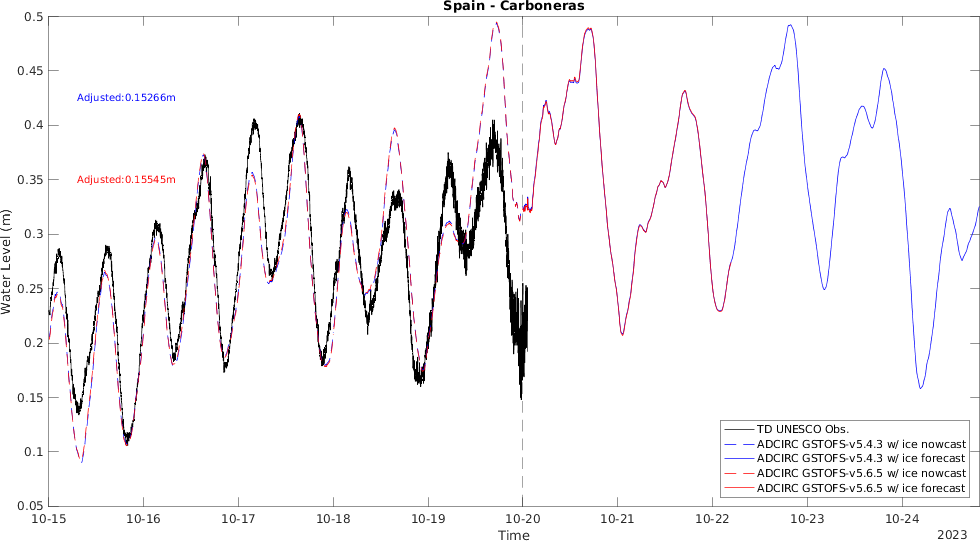 Spain - Carboneras
0.5
0.45
0.4
0.35
0.3
0.25
0.2
0.15
0.1
0.05
Water Level (m)
Adjusted:0.15266m
Adjusted:0.15545m
TD UNESCO Obs.
ADCIRC GSTOFS-v5.4.3 w/ ice nowcast
ADCIRC GSTOFS-v5.4.3 w/ ice forecast
ADCIRC GSTOFS-v5.6.5 w/ ice nowcast
ADCIRC GSTOFS-v5.6.5 w/ ice forecast
10-15 10-16 10-17 10-18 10-19 10-20 10-21 10-22 10-23 10-24
Time
2023